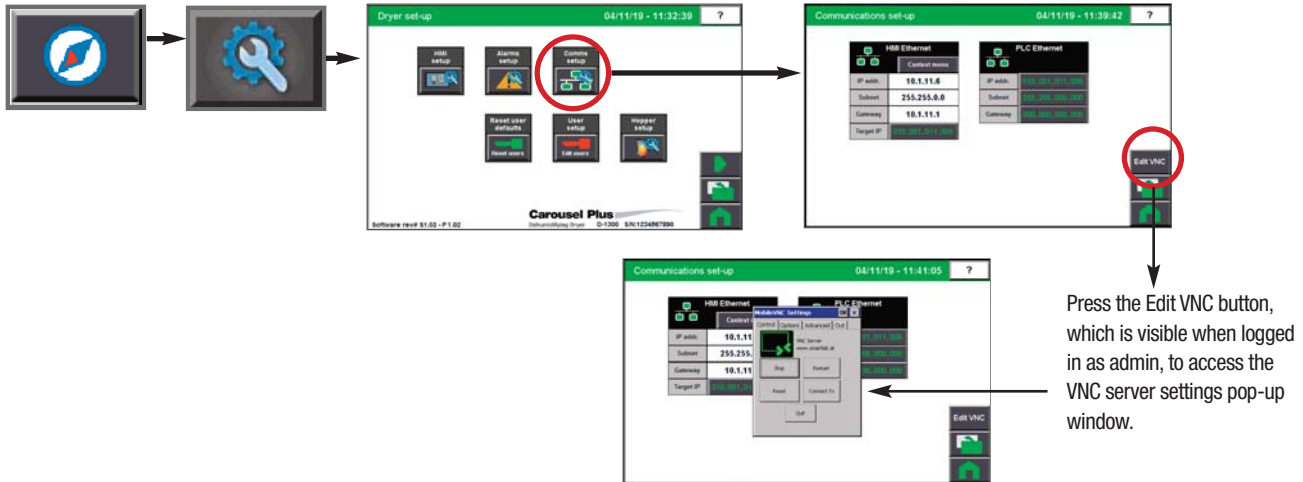 Dryer set-up 04/11/19 - 11:32:39 ?
HMI setup
Alarms setup
Comms setup
Reset user defaults
Reset users
User setup
Edit users
Hopper setup
Carousel Plus
Dehumidifying Dryer D-1300 S/N:1234567890
Software rev# S1.02 - P1.02
Communications set-up 04/11/19 - 11:39:42 ?
HMI Ethernet
Context menu
IP addr. 10.1.11.6
Subnet 255.255.0.0
Gateway 10.1.11.1
Target IP
PLC Ethernet
IP addr.
Subnet
Gateway
Edit VNC
Press the Edit VNC button,
which is visible when logged
in as admin, to access the
VNC server settings pop-up
window.
Communications set-up 04/11/19 - 11:41:05 ?
HMI Ethernet
PLC Ethernet
IP addr. 10.1.11
Subnet 255.255.
Gateway 10.1.11
Target IP
MobileVNC Settings OK X
Control Options Advanced Out
VNC Server
Stop Restart
Reset Connect To
Quit
Edit VNC